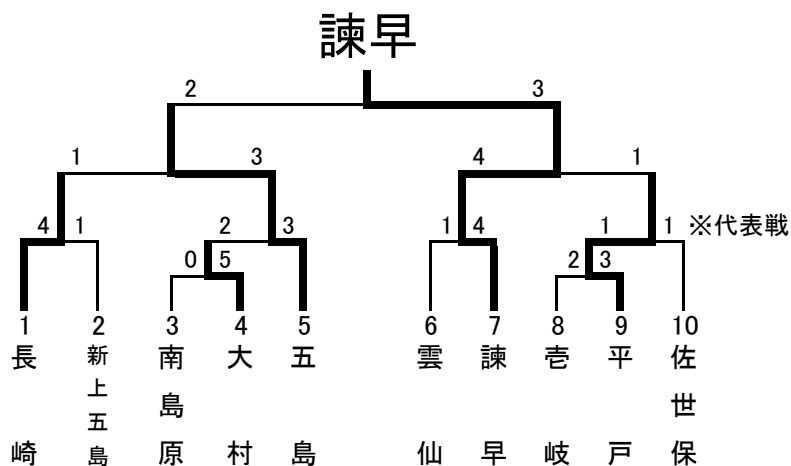 諫早
2 3
1 3 4 1
4 1 2 3 1 4 1 1 ※代表戦
0 5 2 3
1 2 3 4 5 6 7 8 9 10
長崎
新上五島
南島原
大村
五島
雲仙
諫早
壱岐
平戸
佐世保